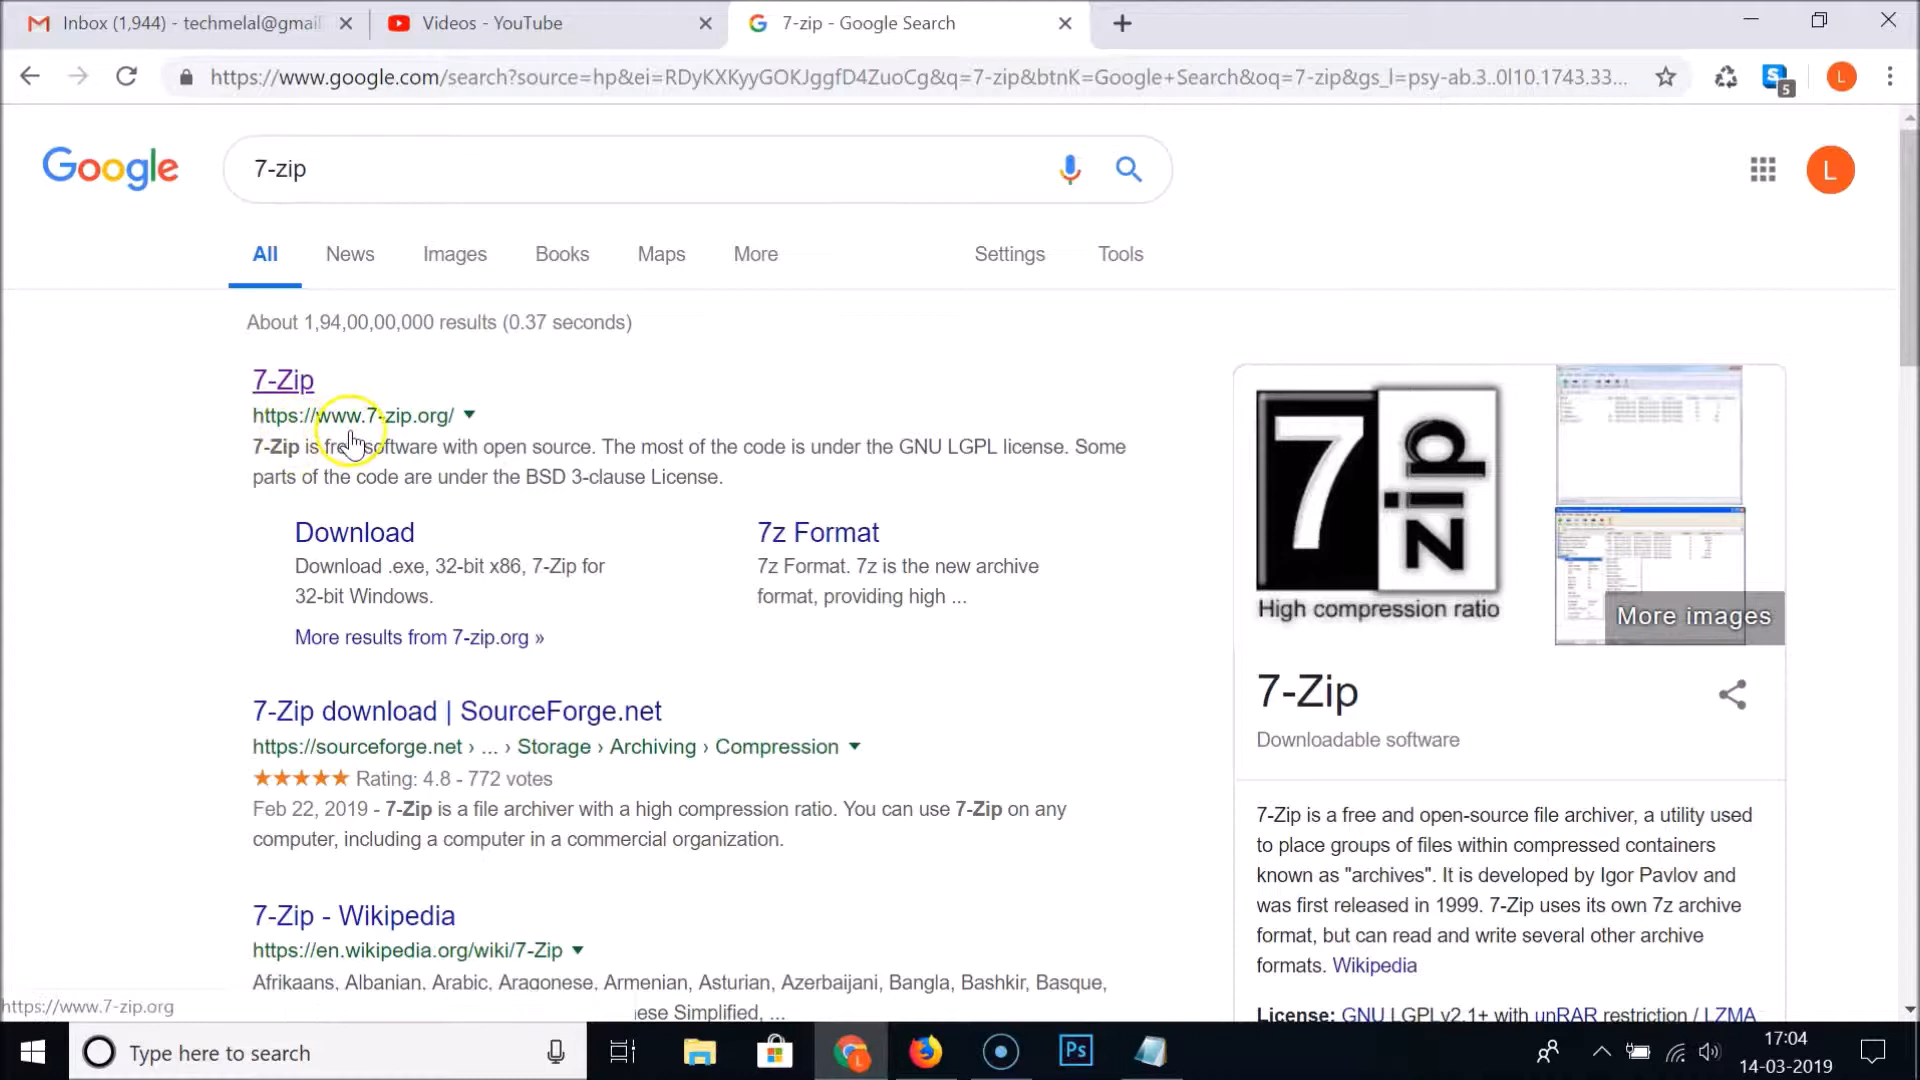 Inbox (1,944) - techmelal@gmail
Videos - YouTube
7-zip - Google Search
https://www.google.com/search?source=hp&ei=RDyKXKyyGOKJggfD4ZuoCg&q=7-zip&btnK=Google+Search&oq=7-zip&gs_l=psy-ab.3..0l10.1743.33...
S
5
L
Google
7-zip
L
All
News
Images
Books
Maps
More
Settings
Tools
About 1,94,00,00,000 results (0.37 seconds)
7-Zip
https://www.7-zip.org/
7-Zip is free software with open source. The most of the code is under the GNU LGPL license. Some
parts of the code are under the BSD 3-clause License.
Download
Download .exe, 32-bit x86, 7-Zip for
32-bit Windows.
7z Format
7z Format. 7z is the new archive
format, providing high ...
More results from 7-zip.org »
7-Zip download | SourceForge.net
https://sourceforge.net › ... › Storage › Archiving › Compression
Rating: 4.8 - 772 votes
Feb 22, 2019 - 7-Zip is a file archiver with a high compression ratio. You can use 7-Zip on any
computer, including a computer in a commercial organization.
7-Zip - Wikipedia
https://en.wikipedia.org/wiki/7-Zip
Afrikaans, Albanian, Arabic, Aragonese, Armenian, Asturian, Azerbaijani, Bangla, Bashkir, Basque,
Simplified, ...
7 zip
High compression ratio
More images
7-Zip
Downloadable software
7-Zip is a free and open-source file archiver, a utility used
to place groups of files within compressed containers
known as "archives". It is developed by Igor Pavlov and
was first released in 1999. 7-Zip uses its own 7z archive
format, but can read and write several other archive
formats. Wikipedia
License: GNU LGPLv2.1+ with unRAR restriction / LZMA
https://www.7-zip.org
Type here to search
L
Ps
17:04
14-03-2019